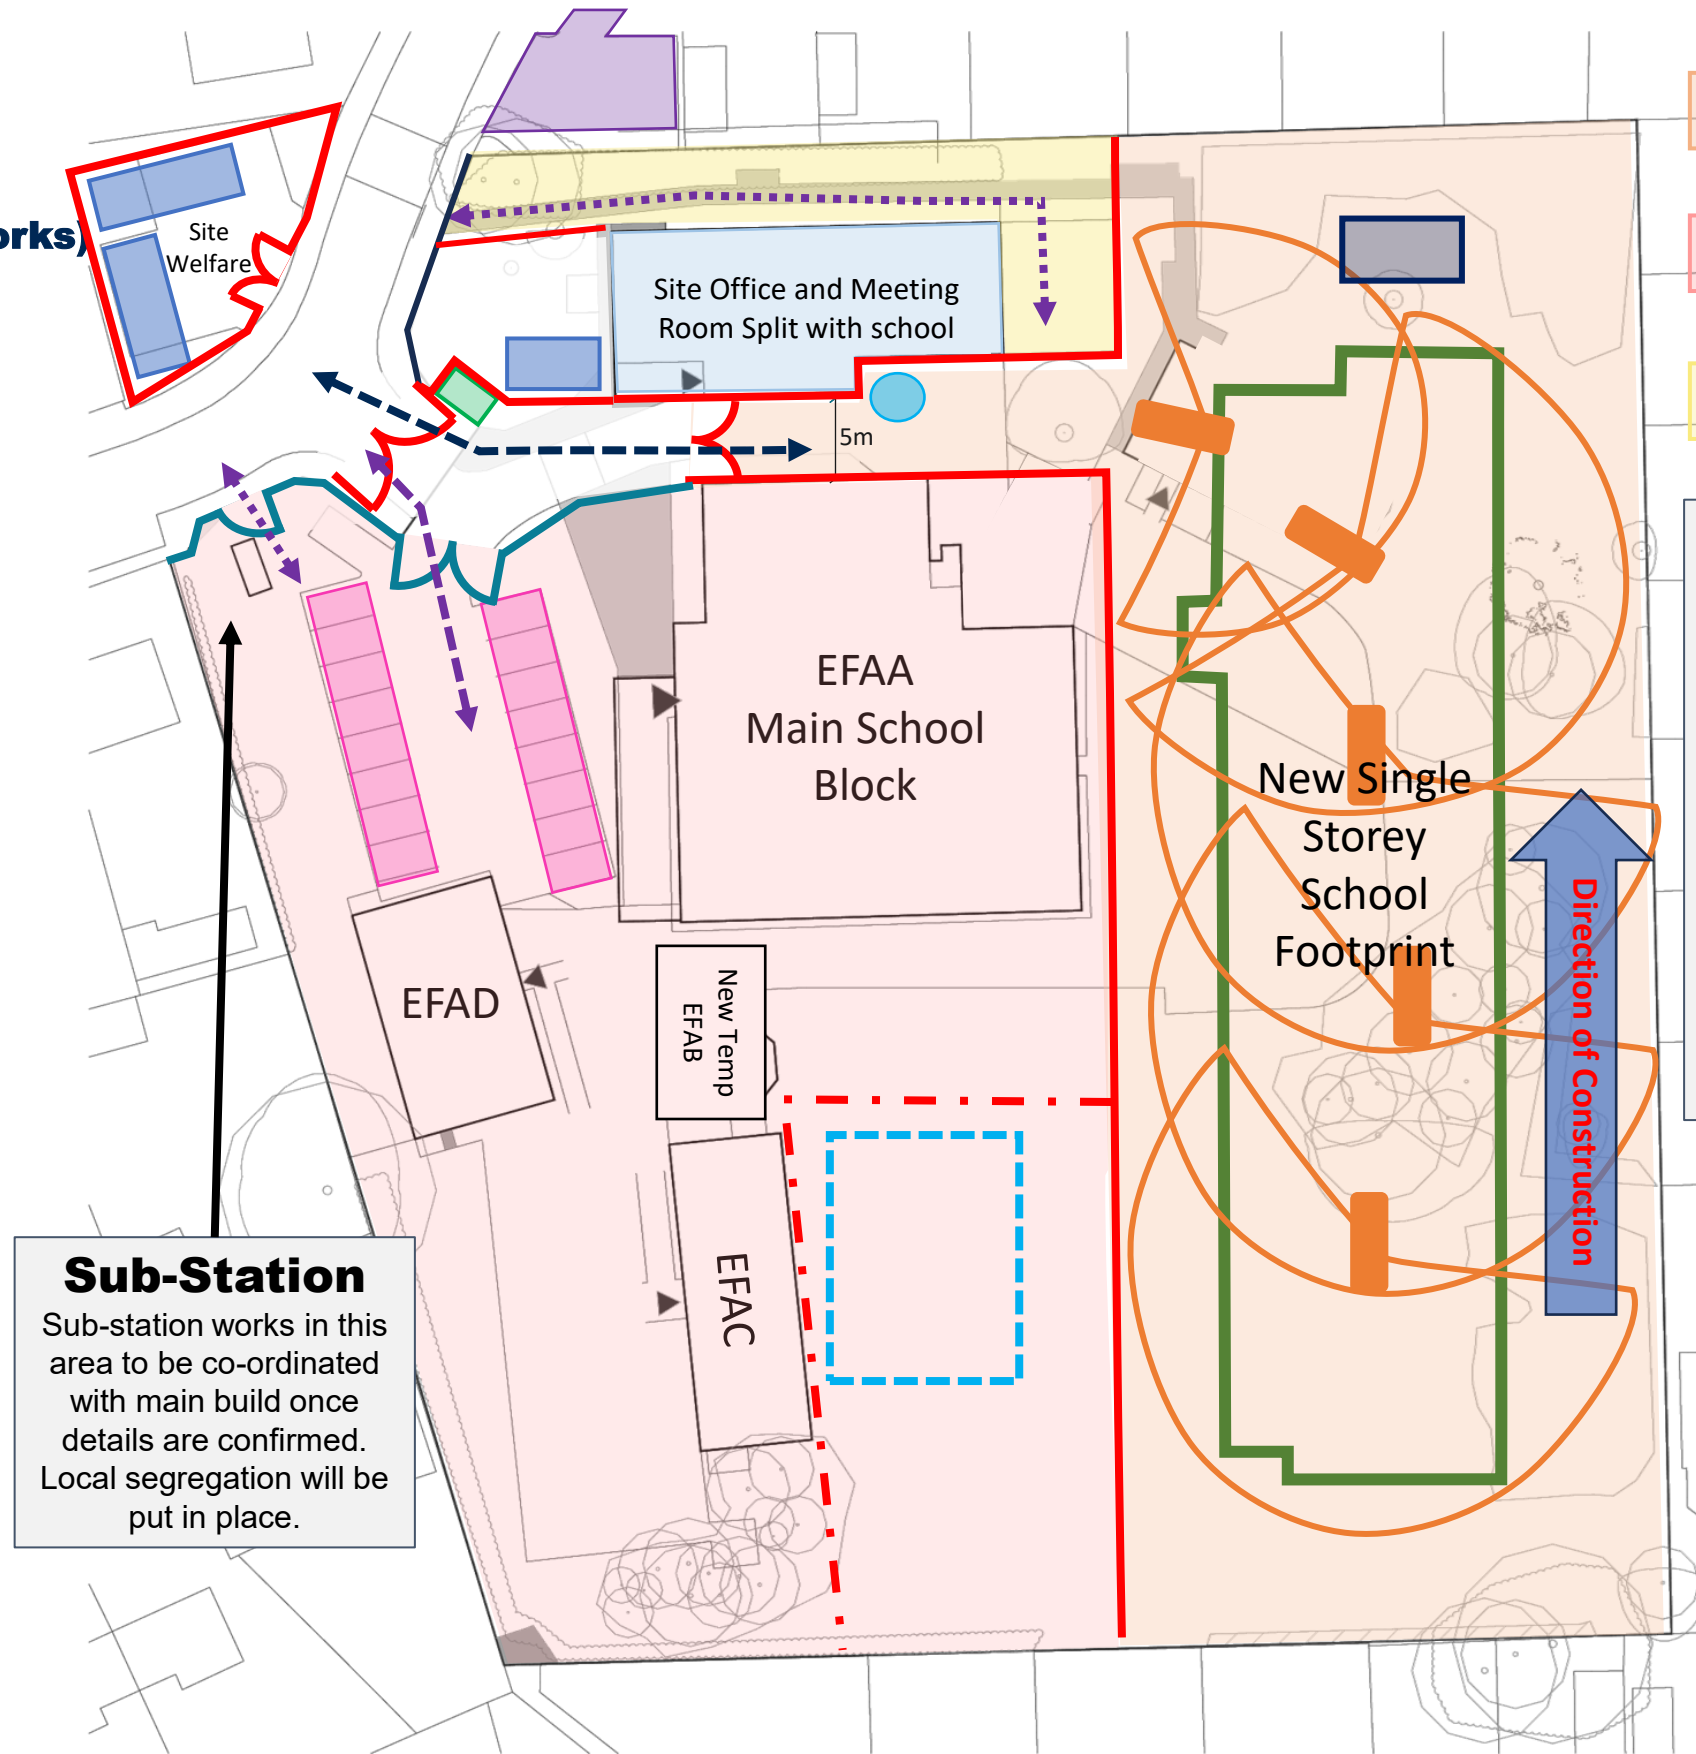 orks)
Site
Welfare
Site Office and Meeting
Room Split with school
5m
EFAA
Main School
Block
New Single
Storey
School
Footprint
Direction of Construction
EFAD
New Temp
EFAB
EFAC
Sub-Station
Sub-station works in this
area to be co-ordinated
with main build once
details are confirmed.
Local segregation will be
put in place.